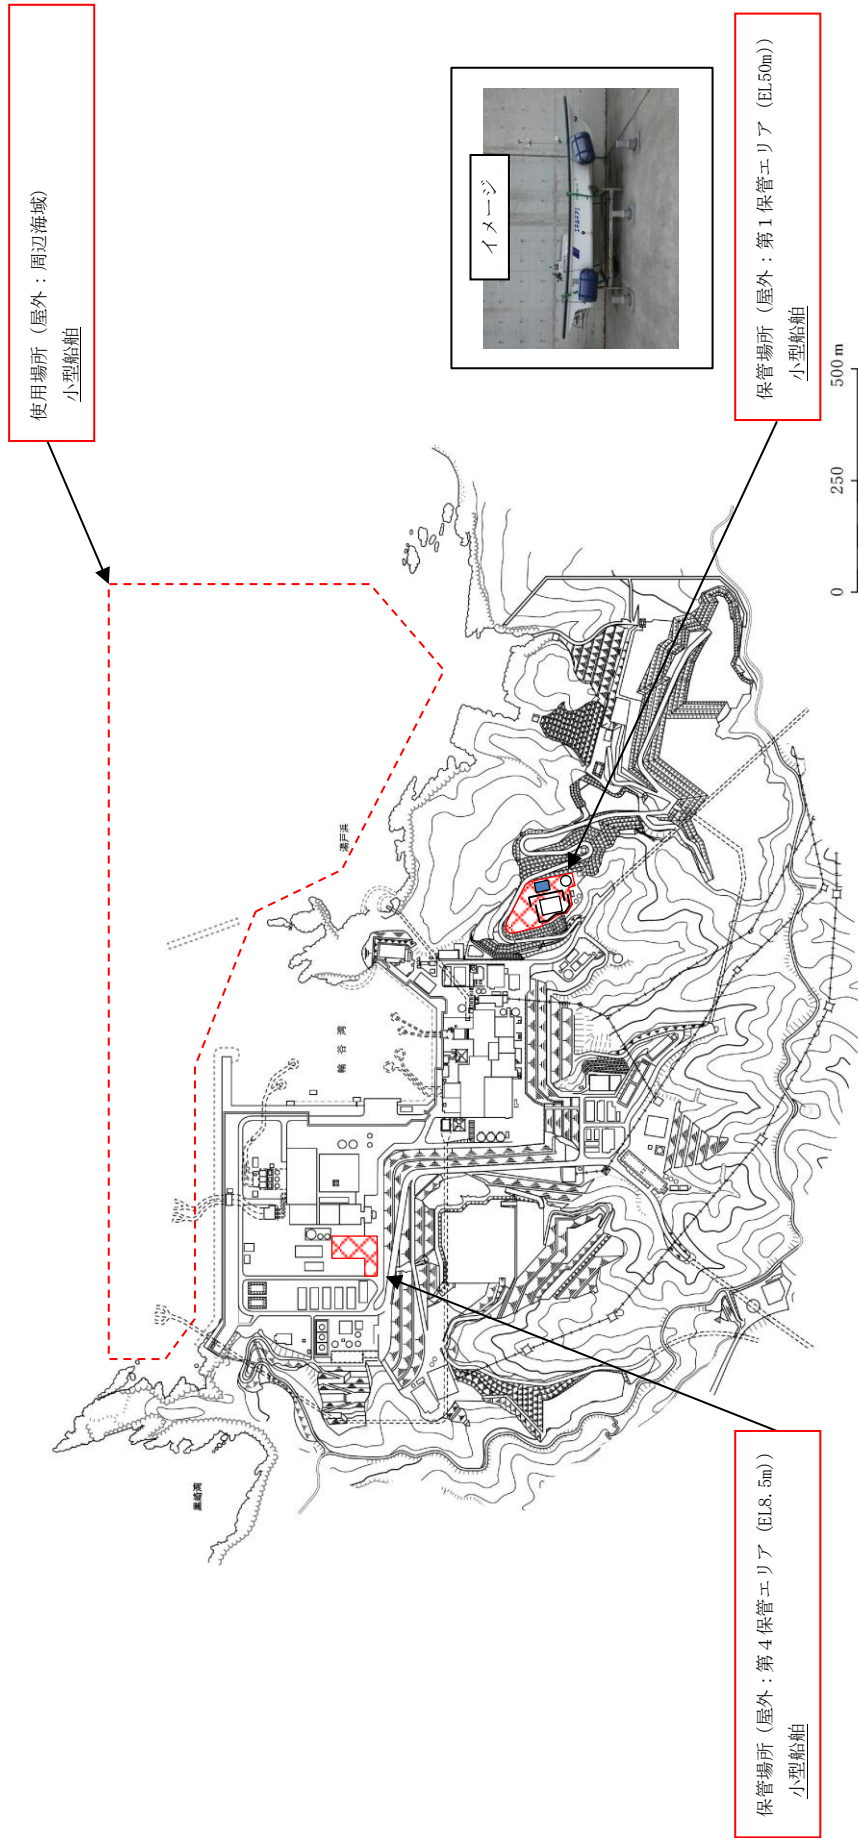 使用場所（屋外：周辺海域）
小型船舶
イメージ
保管場所（屋外：第１保管エリア（EL50m））
小型船舶
湯戸浜
輪谷湾
保管場所（屋外：第４保管エリア（EL8.5m））
小型船舶
0 250 500m